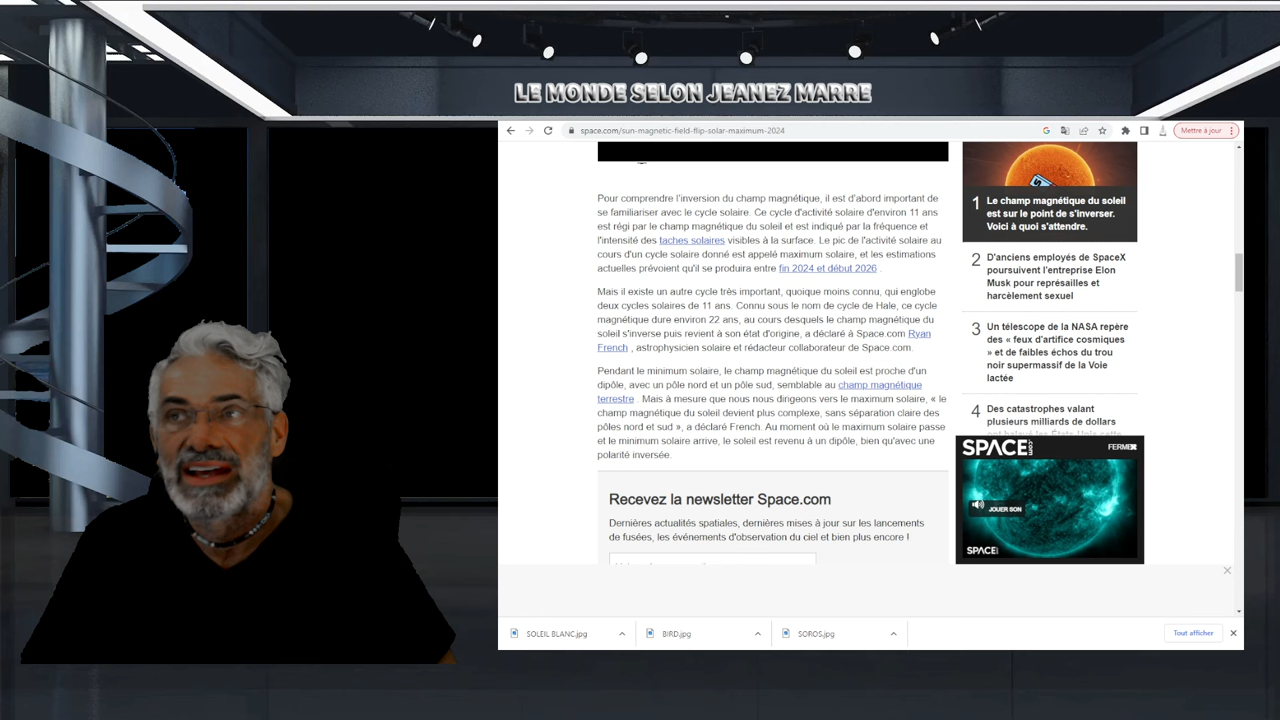 LE MONDE SELON JEANEZ MARRE
space.com/sun-magnetic-field-flip-solar-maximum-2024
Mettre à jour
Pour comprendre l'inversion du champ magnétique, il est d'abord important de
se familiariser avec le cycle solaire. Ce cycle d'activité solaire d'environ 11 ans
est régi par le champ magnétique du soleil et est indiqué par la fréquence et
l'intensité des taches solaires visibles à la surface. Le pic de l'activité solaire au
cours d'un cycle solaire donné est appelé maximum solaire, et les estimations
actuelles prévoient qu'il se produira entre fin 2024 et début 2026 .
Mais il existe un autre cycle très important, quoique moins connu, qui englobe
deux cycles solaires de 11 ans. Connu sous le nom de cycle de Hale, ce cycle
magnétique dure environ 22 ans, au cours desquels le champ magnétique du
soleil s'inverse puis revient à son état d'origine, a déclaré à Space.com Ryan
French , astrophysicien solaire et rédacteur collaborateur de Space.com.
Pendant le minimum solaire, le champ magnétique du soleil est proche d'un
dipôle, avec un pôle nord et un pôle sud, semblable au champ magnétique
terrestre . Mais à mesure que nous nous dirigeons vers le maximum solaire, « le
champ magnétique du soleil devient plus complexe, sans séparation claire des
pôles nord et sud », a déclaré French. Au moment où le maximum solaire passe
et le minimum solaire arrive, le soleil est revenu à un dipôle, bien qu'avec une
polarité inversée.
Recevez la newsletter Space.com
Dernières actualités spatiales, dernières mises à jour sur les lancements
de fusées, les événements d'observation du ciel et bien plus encore !
1 Le champ magnétique du soleil
est sur le point de s'inverser.
Voici à quoi s'attendre.
2 D'anciens employés de SpaceX
poursuivent l'entreprise Elon
Musk pour représailles et
harcèlement sexuel
3 Un télescope de la NASA repère
des « feux d'artifice cosmiques
» et de faibles échos du trou
noir supermassif de la Voie
lactée
4 Des catastrophes valant
plusieurs milliards de dollars
SPACE.com
FERMER
JOUER SON
SPACE
SOLEIL BLANC.jpg
BIRD.jpg
SOROS.jpg
Tout afficher